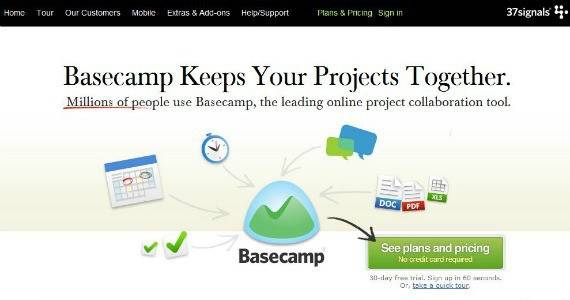 Home Tour Our Customers Mobile Extras & Add-ons Help/Support Plans & Pricing Sign in 37signals
Basecamp Keeps Your Projects Together.
Millions of people use Basecamp, the leading online project collaboration tool.
DOC PDF XLS
See plans and pricing
No credit card required
Basecamp
30-day free trial. Sign up in 60 seconds.
Or, take a quick tour.